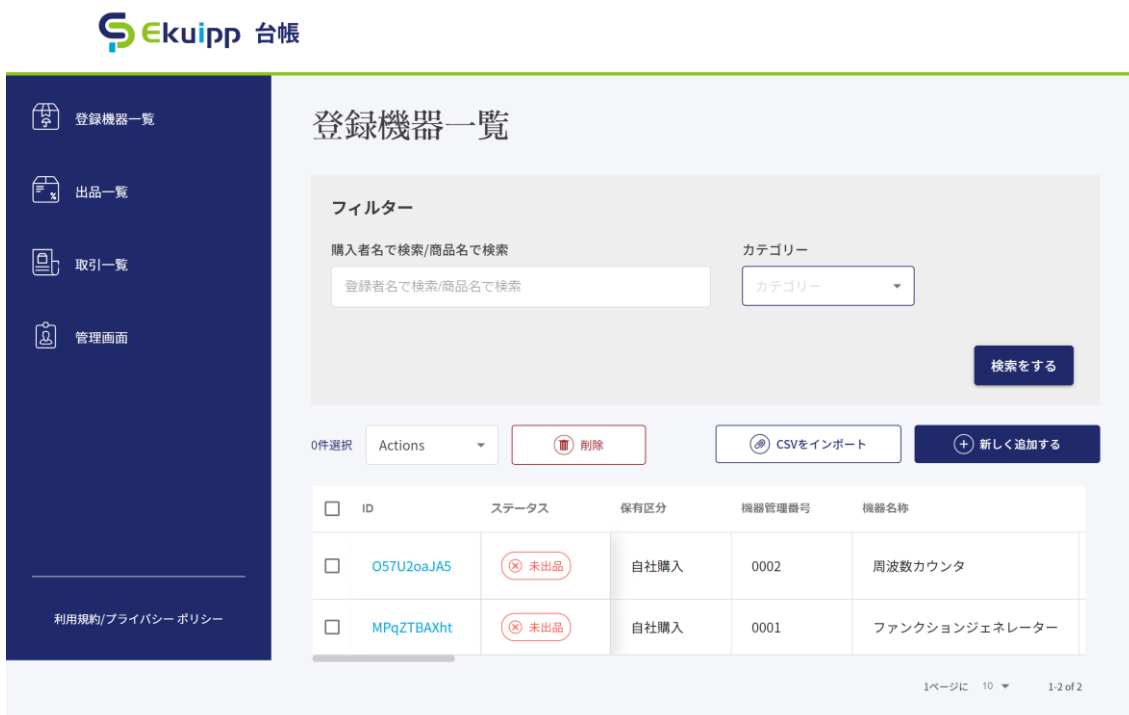 Ekuipp 台帳
登録機器一覧
出品一覧
取引一覧
管理画面
利用規約/プライバシー ポリシー
登録機器一覧
フィルター
購入者名で検索/商品名で検索
カテゴリー
登録者名で検索/商品名で検索
カテゴリー
検索をする
0件選択 Actions 削除 CSVをインポート 新しく追加する
ID ステータス 保有区分 機器管理番号 機器名称
O57U2oaJA5 未出品 自社購入 0002 周波数カウンタ
MPqZTBAXht 未出品 自社購入 0001 ファンクションジェネレーター
1ページに 10 1-2 of 2